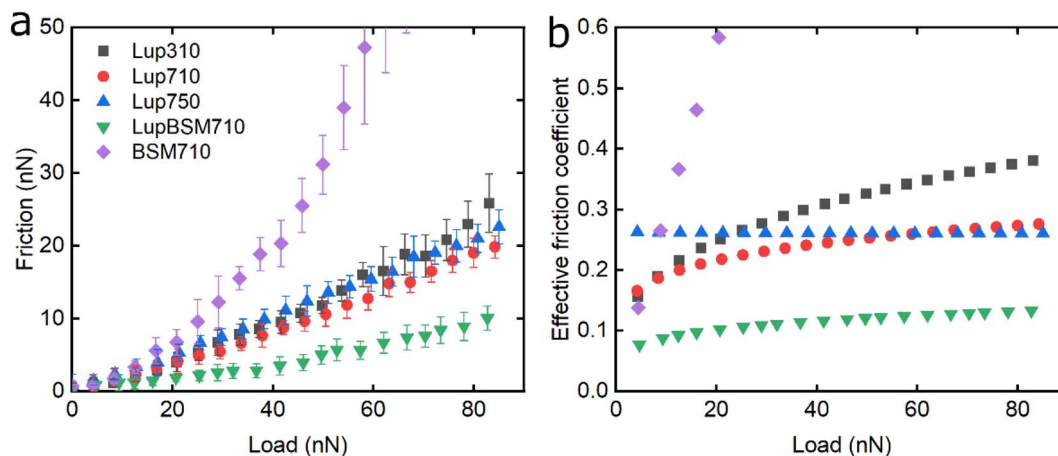 a
50
40
30
20
10
0
Friction (nN)
Lup310
Lup710
Lup750
LupBSM710
BSM710
0 20 40 60 80
Load (nN)
b
0.6
0.5
0.4
0.3
0.2
0.1
0.0
Effective friction coefficient
0 20 40 60 80
Load (nN)